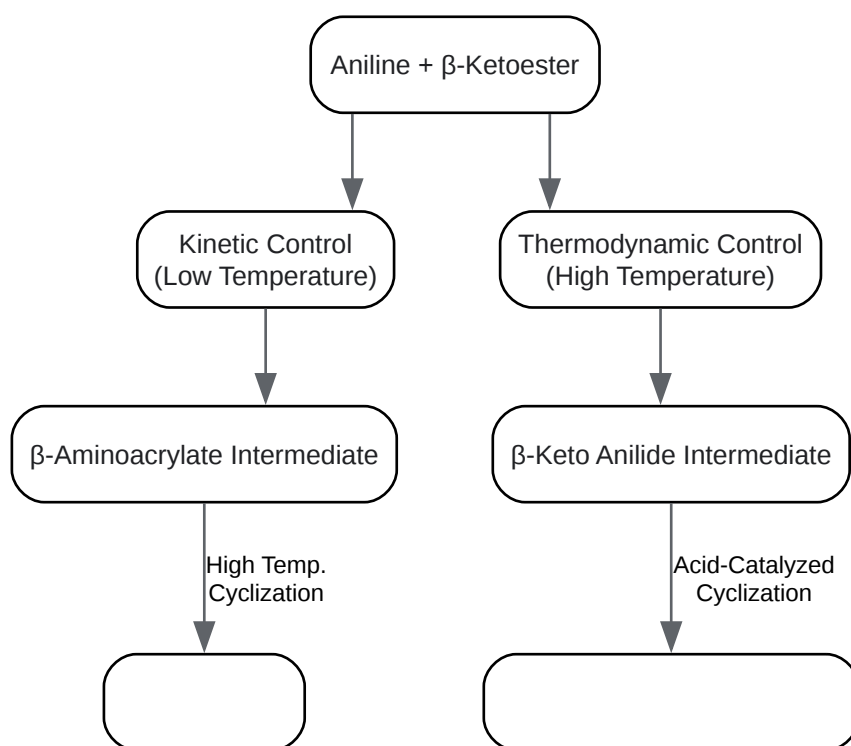 Aniline + β-Ketoester
Kinetic Control
(Low Temperature)
Thermodynamic Control
(High Temperature)
β-Aminoacrylate Intermediate
β-Keto Anilide Intermediate
High Temp.
Cyclization
Acid-Catalyzed
Cyclization